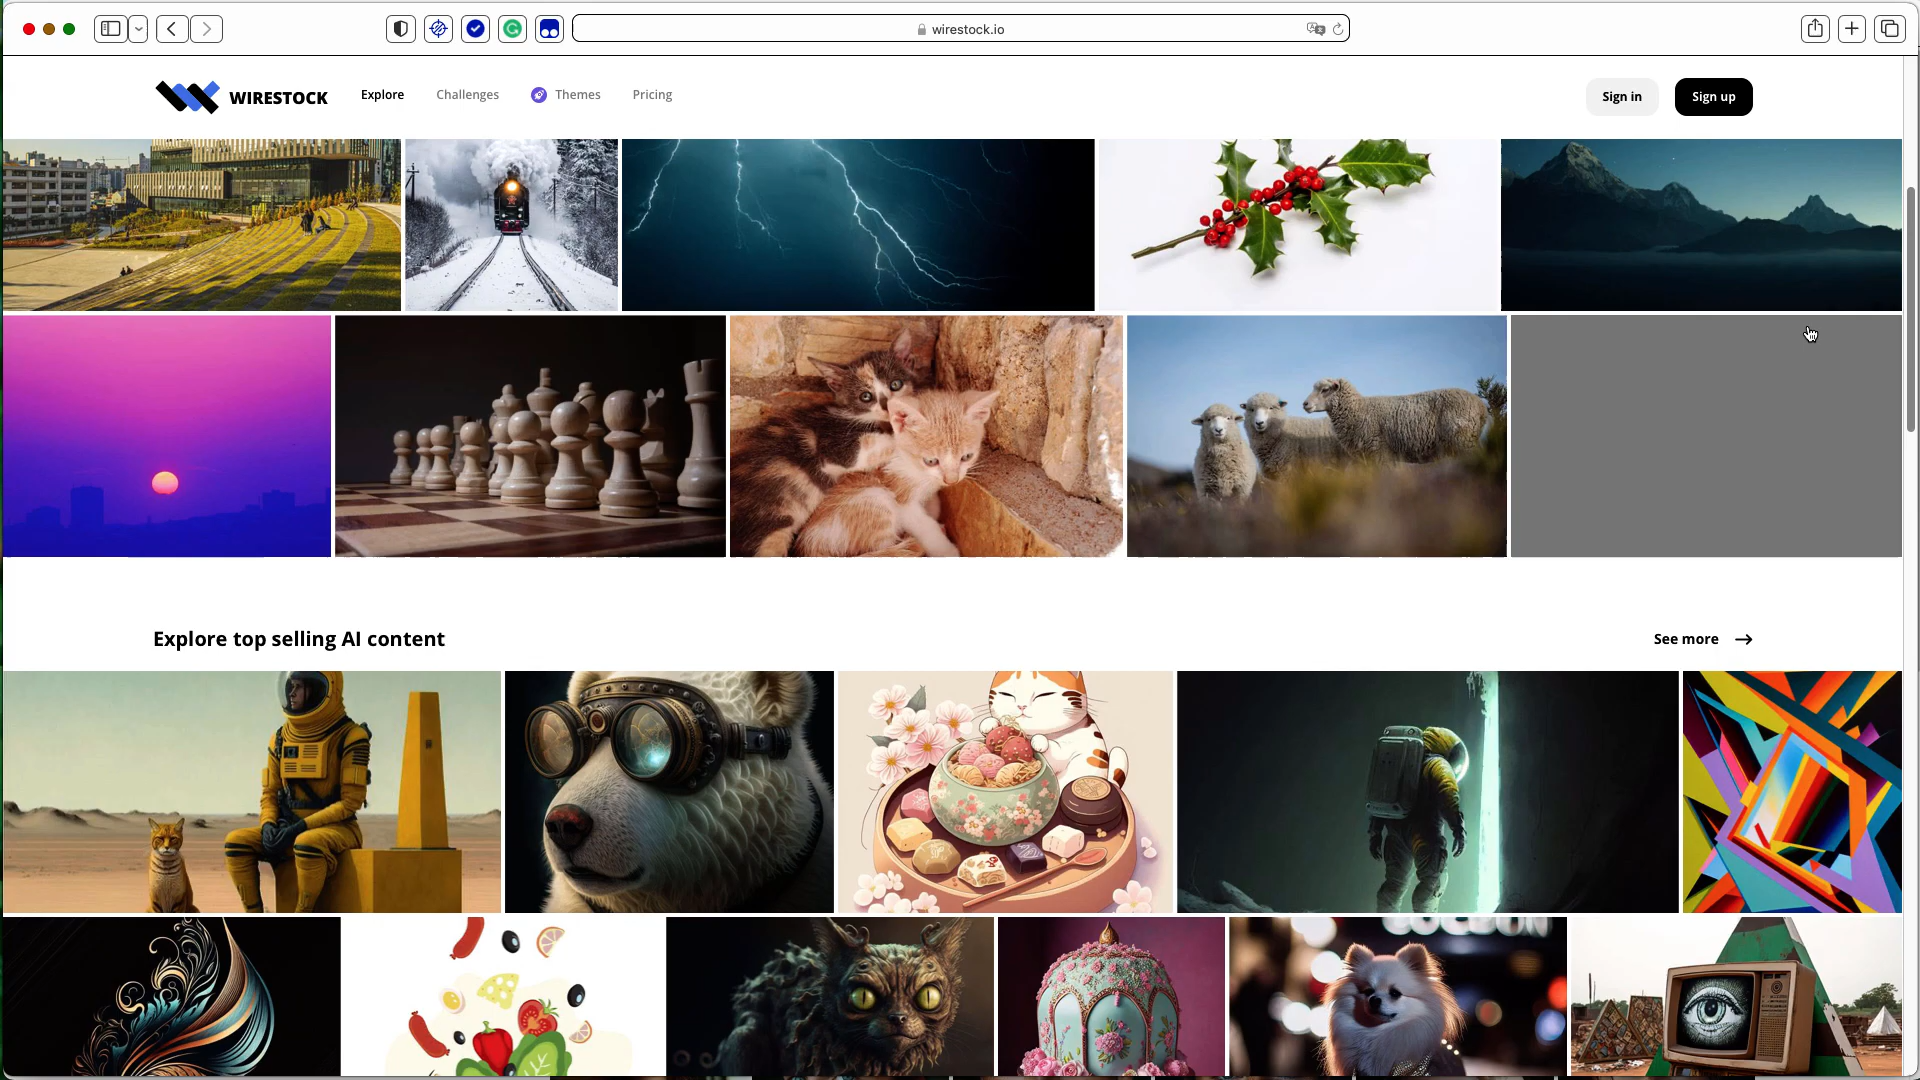 wirestock.io
WIRESTOCK
Explore
Challenges
Themes
Pricing
Sign in
Sign up
Explore top selling AI content
See more